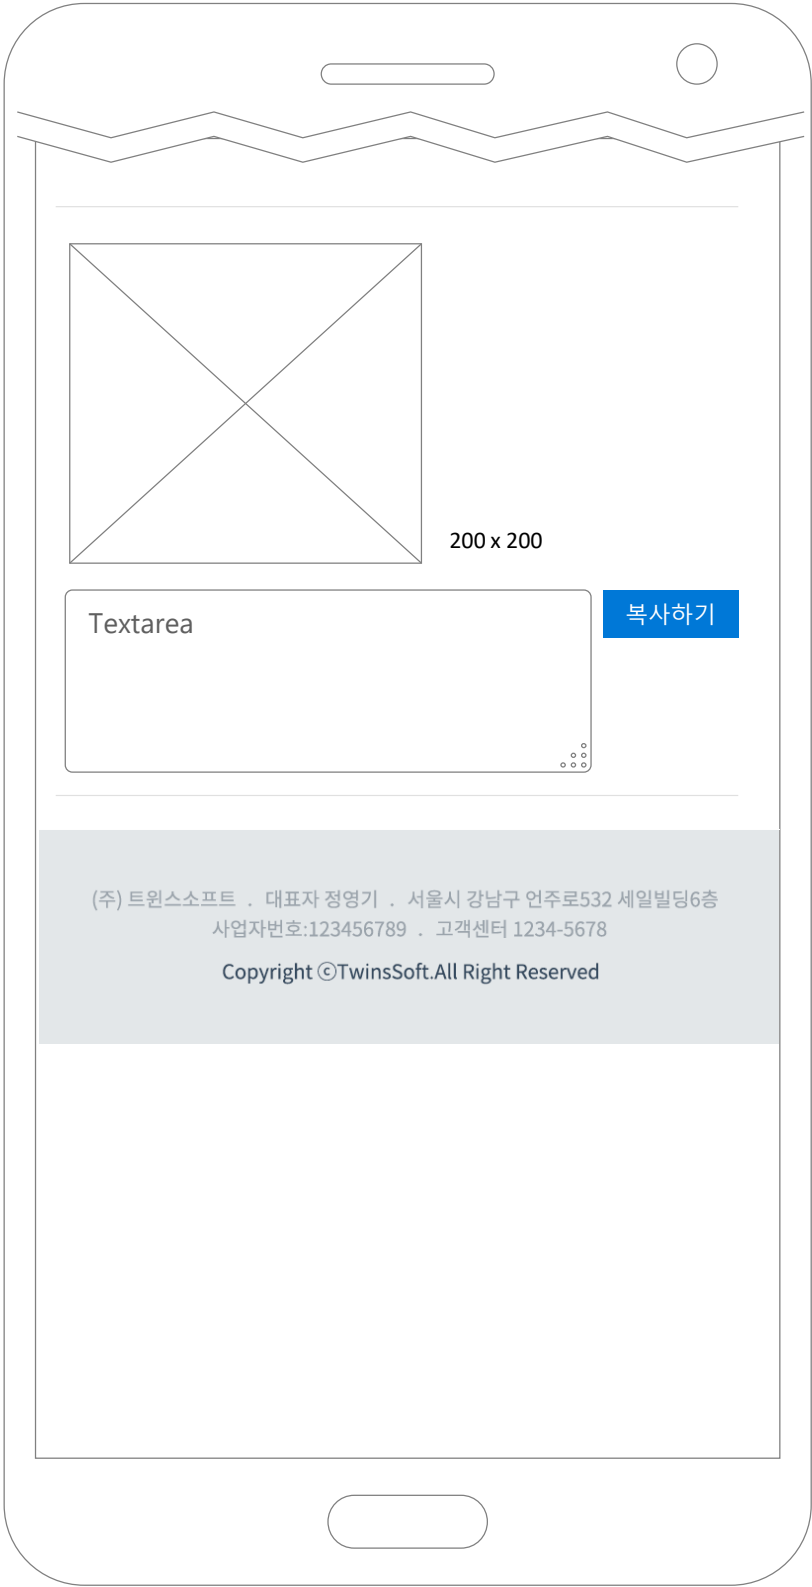 200 x 200
Textarea
복사하기
(주) 트윈스소프트 . 대표자 정영기 . 서울시 강남구 언주로532 세일빌딩6층
사업자번호:123456789 . 고객센터 1234-5678
Copyright ⓒTwinsSoft.All Right Reserved